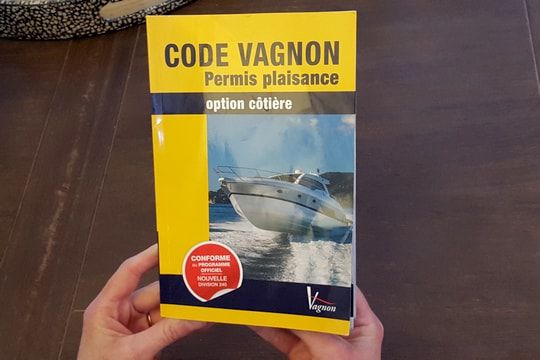 CODE VAGNON
Permis plaisance
option côtière
CONFORME
AU PROGRAMME
OFFICIEL
NOUVELLE
DIVISION 240
Vagnon